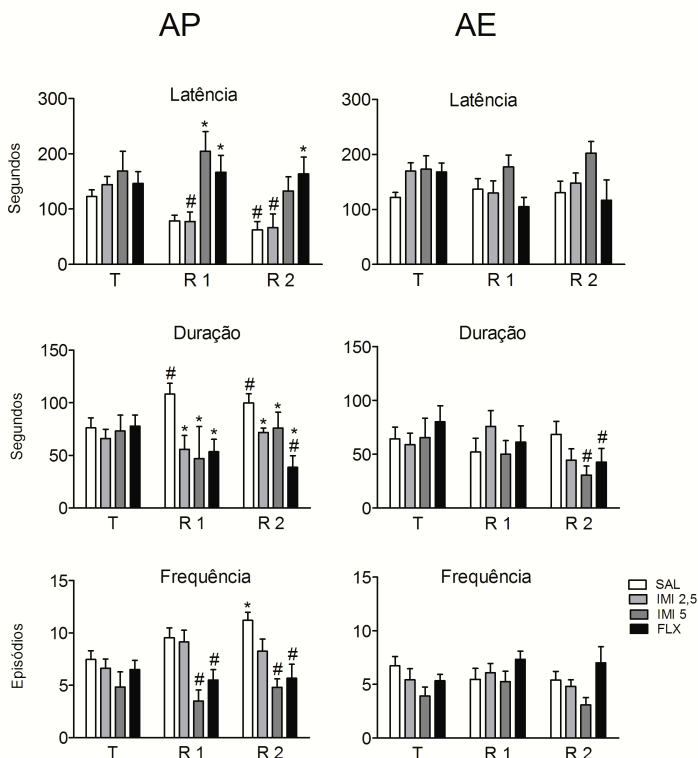 AP
AE
Latência
Segundos
300
200
100
0
*
*
*
#
#
#
T
R 1
R 2
Latência
300
200
100
0
T
R 1
R 2
Duração
Segundos
150
100
50
0
#
#
*
*
*
*
*
*
#
T
R 1
R 2
Duração
150
100
50
0
#
#
T
R 1
R 2
Frequência
Episódios
15
10
5
0
*
#
#
#
#
T
R 1
R 2
Frequência
15
10
5
0
T
R 1
R 2
SAL
IMI 2,5
IMI 5
FLX